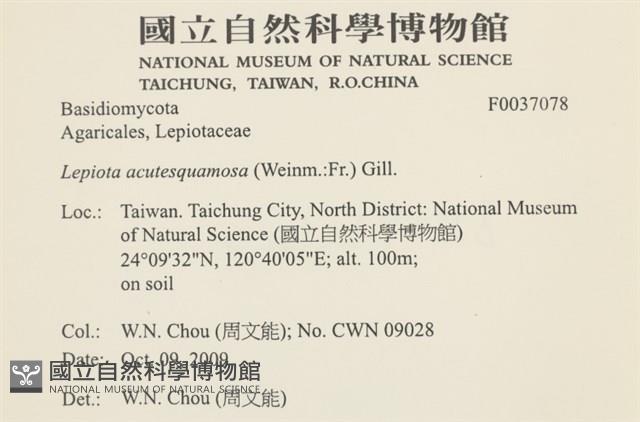 國立自然科學博物館
NATIONAL MUSEUM OF NATURAL SCIENCE
TAICHUNG, TAIWAN, R.O.CHINA
Basidiomycota F0037078
Agaricales, Lepiotaceae
Lepiota acutesquamosa (Weinm.:Fr.) Gill.
Loc.: Taiwan. Taichung City, North District: National Museum
of Natural Science (國立自然科學博物館)
24°09'32"N, 120°40'05"E; alt. 100m;
on soil
Col.: W.N. Chou (周文能); No. CWN 09028
Date: Oct. 09, 2009
國立自然科學博物館
NATIONAL MUSEUM OF NATURAL SCIENCE
Det.: W.N. Chou (周文能)